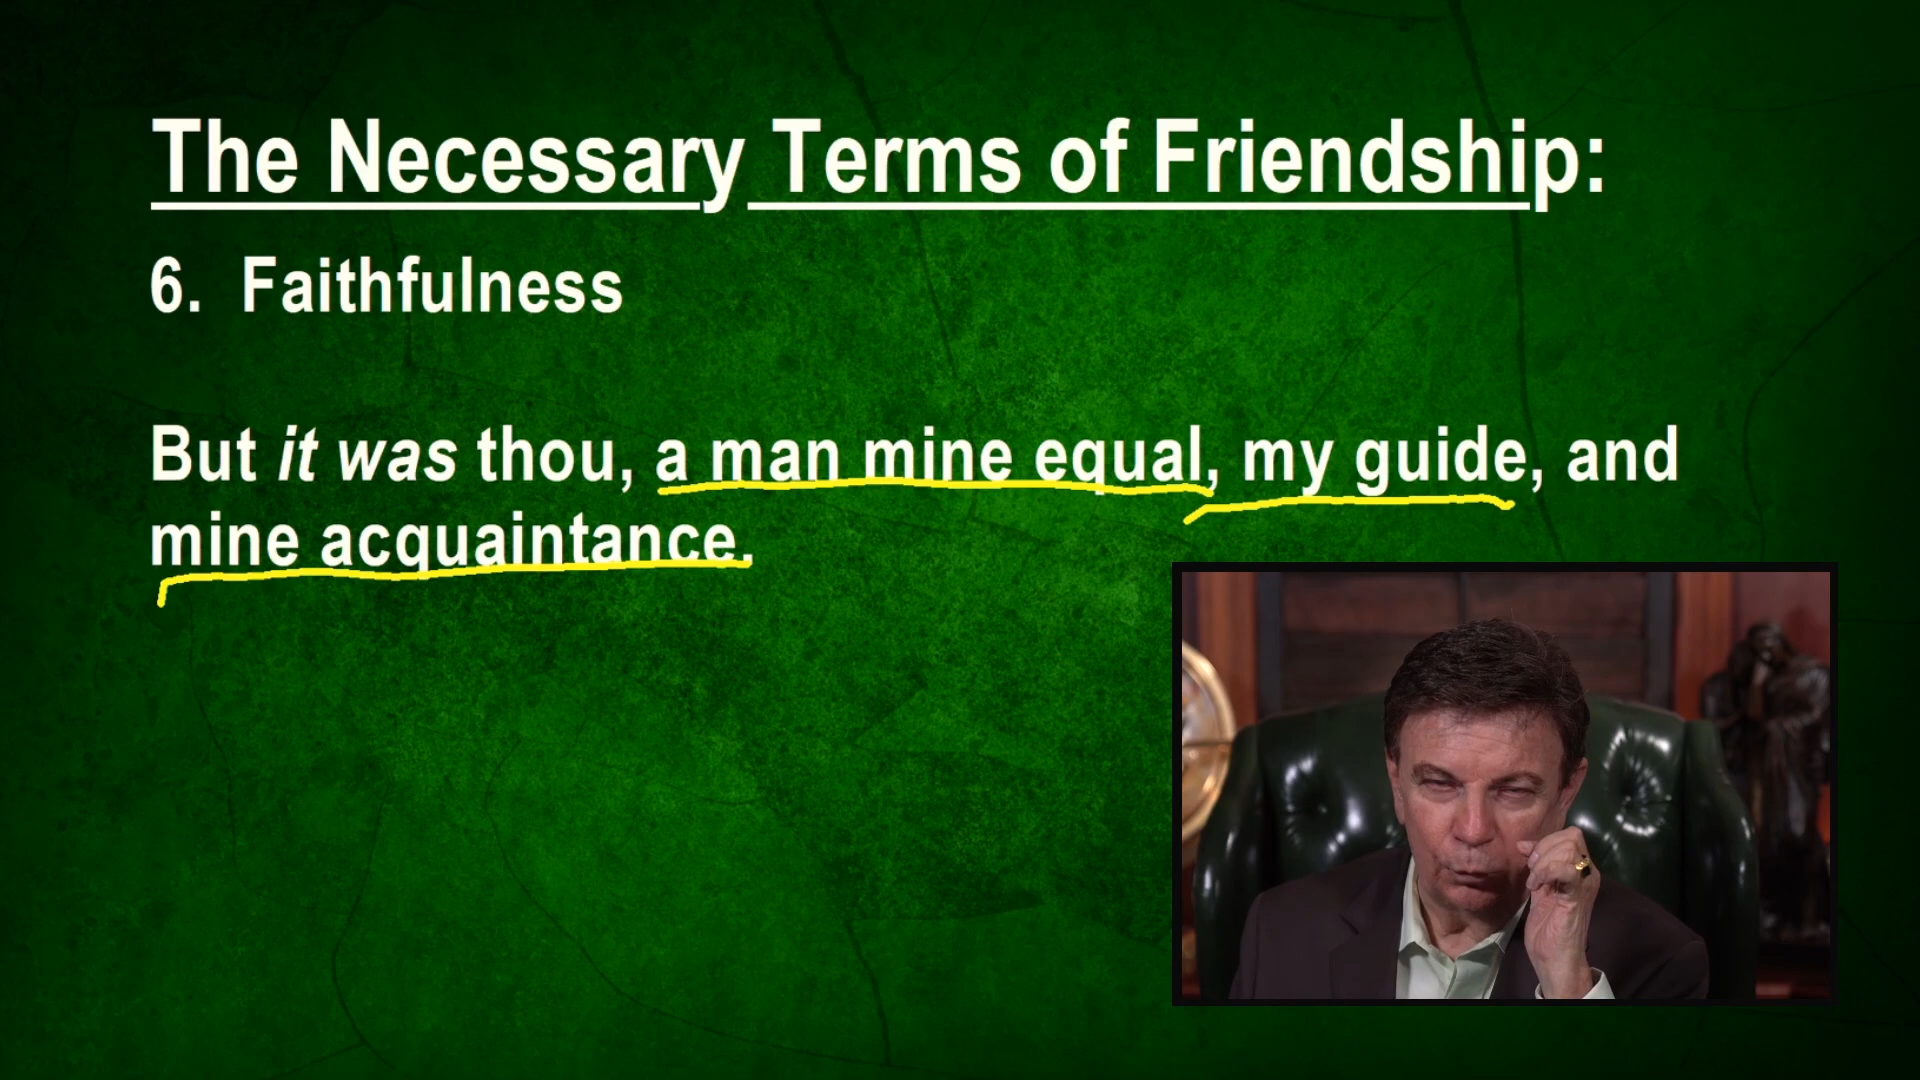 The Necessary Terms of Friendship:
6. Faithfulness
But it was thou, a man mine equal, my guide, and
mine acquaintance.